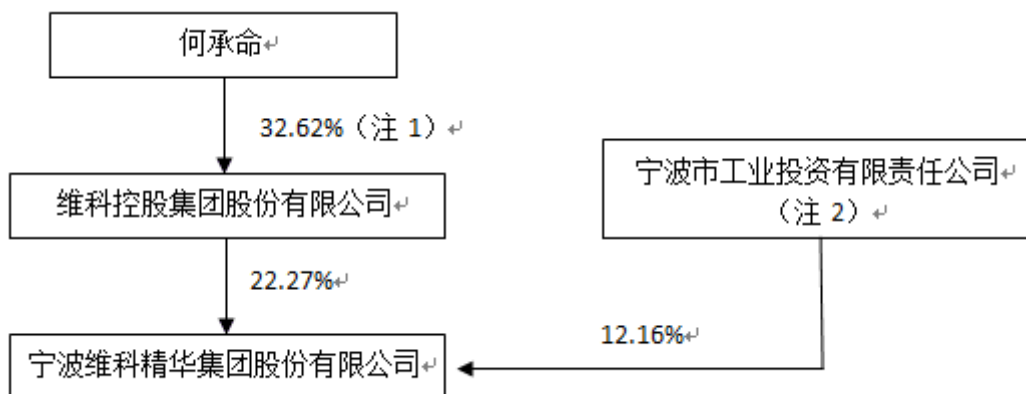 何承命
32.62%（注 1）
维科控股集团股份有限公司
宁波市工业投资有限责任公司
（注 2）
22.27%
12.16%
宁波维科精华集团股份有限公司